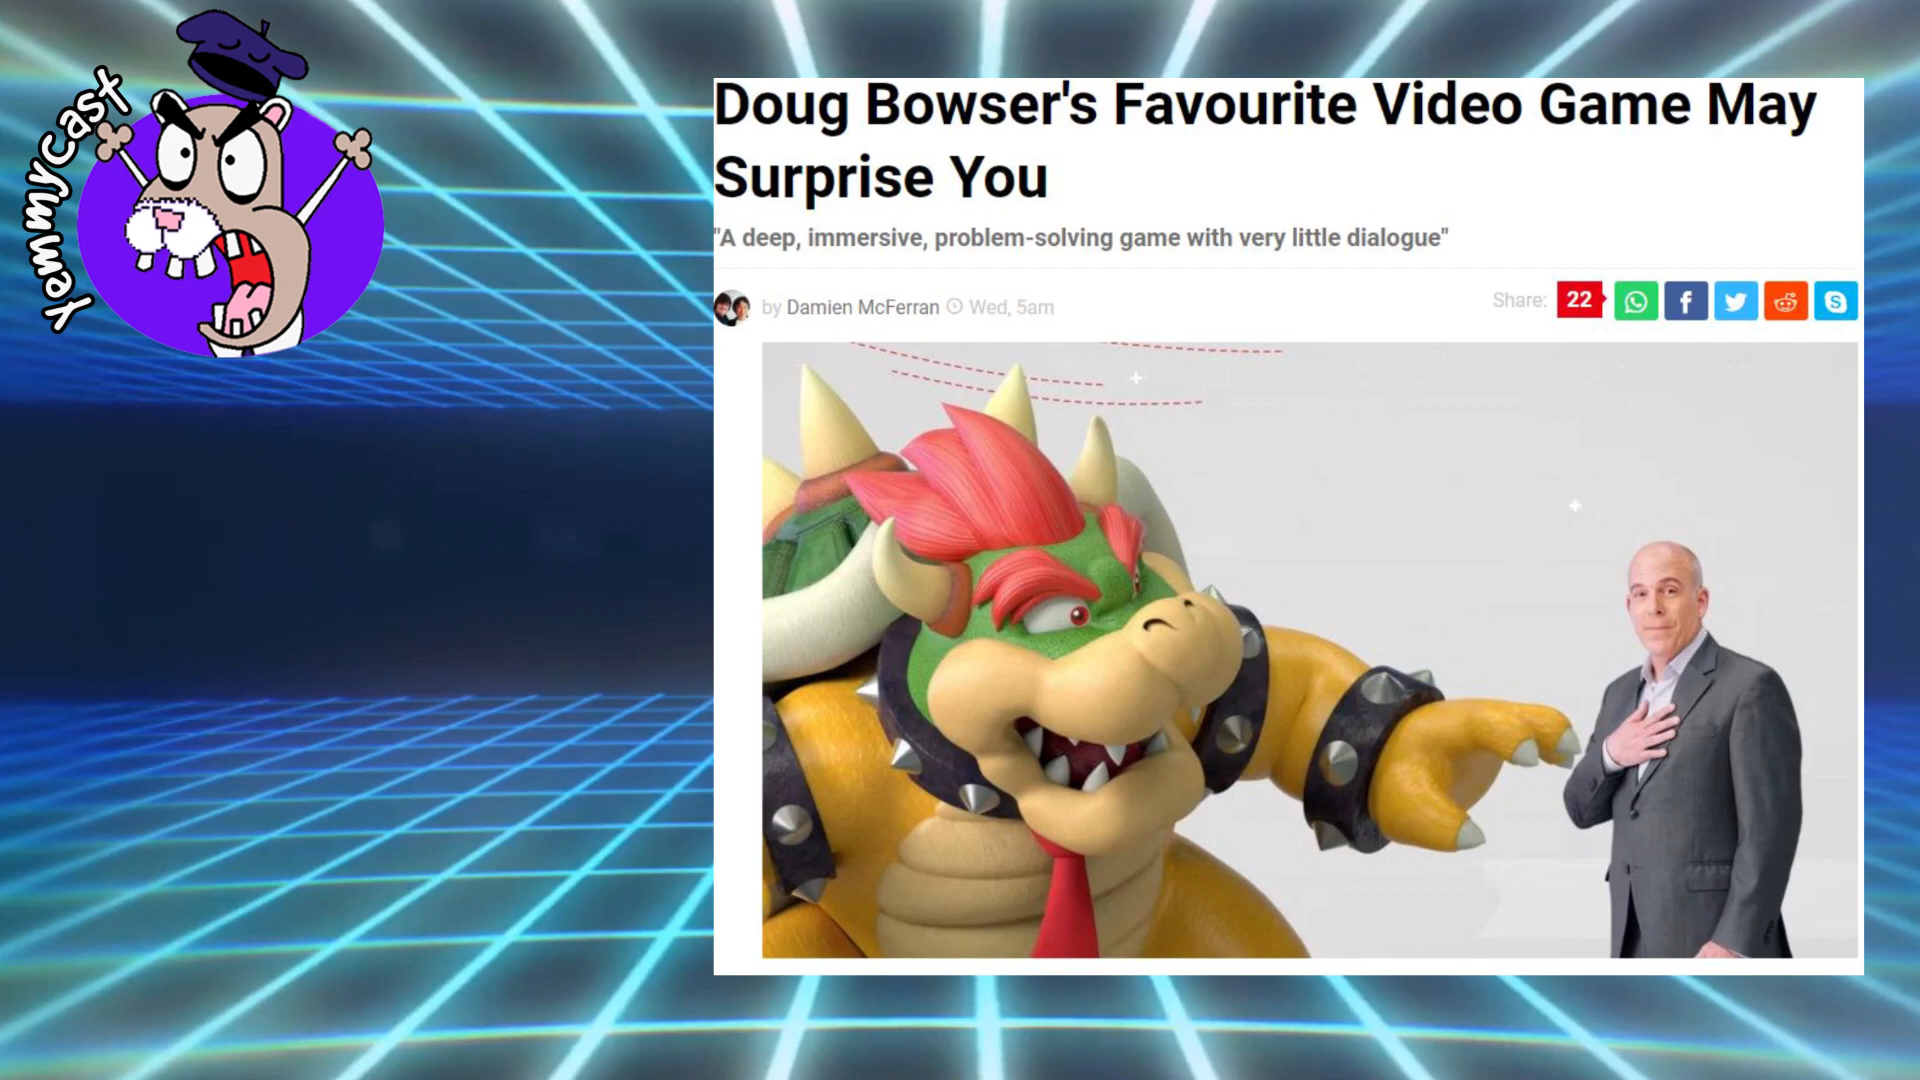 Yammycast
Doug Bowser's Favourite Video Game May
Surprise You
"A deep, immersive, problem-solving game with very little dialogue"
by Damien McFerran Wed, 5am
Share: 22